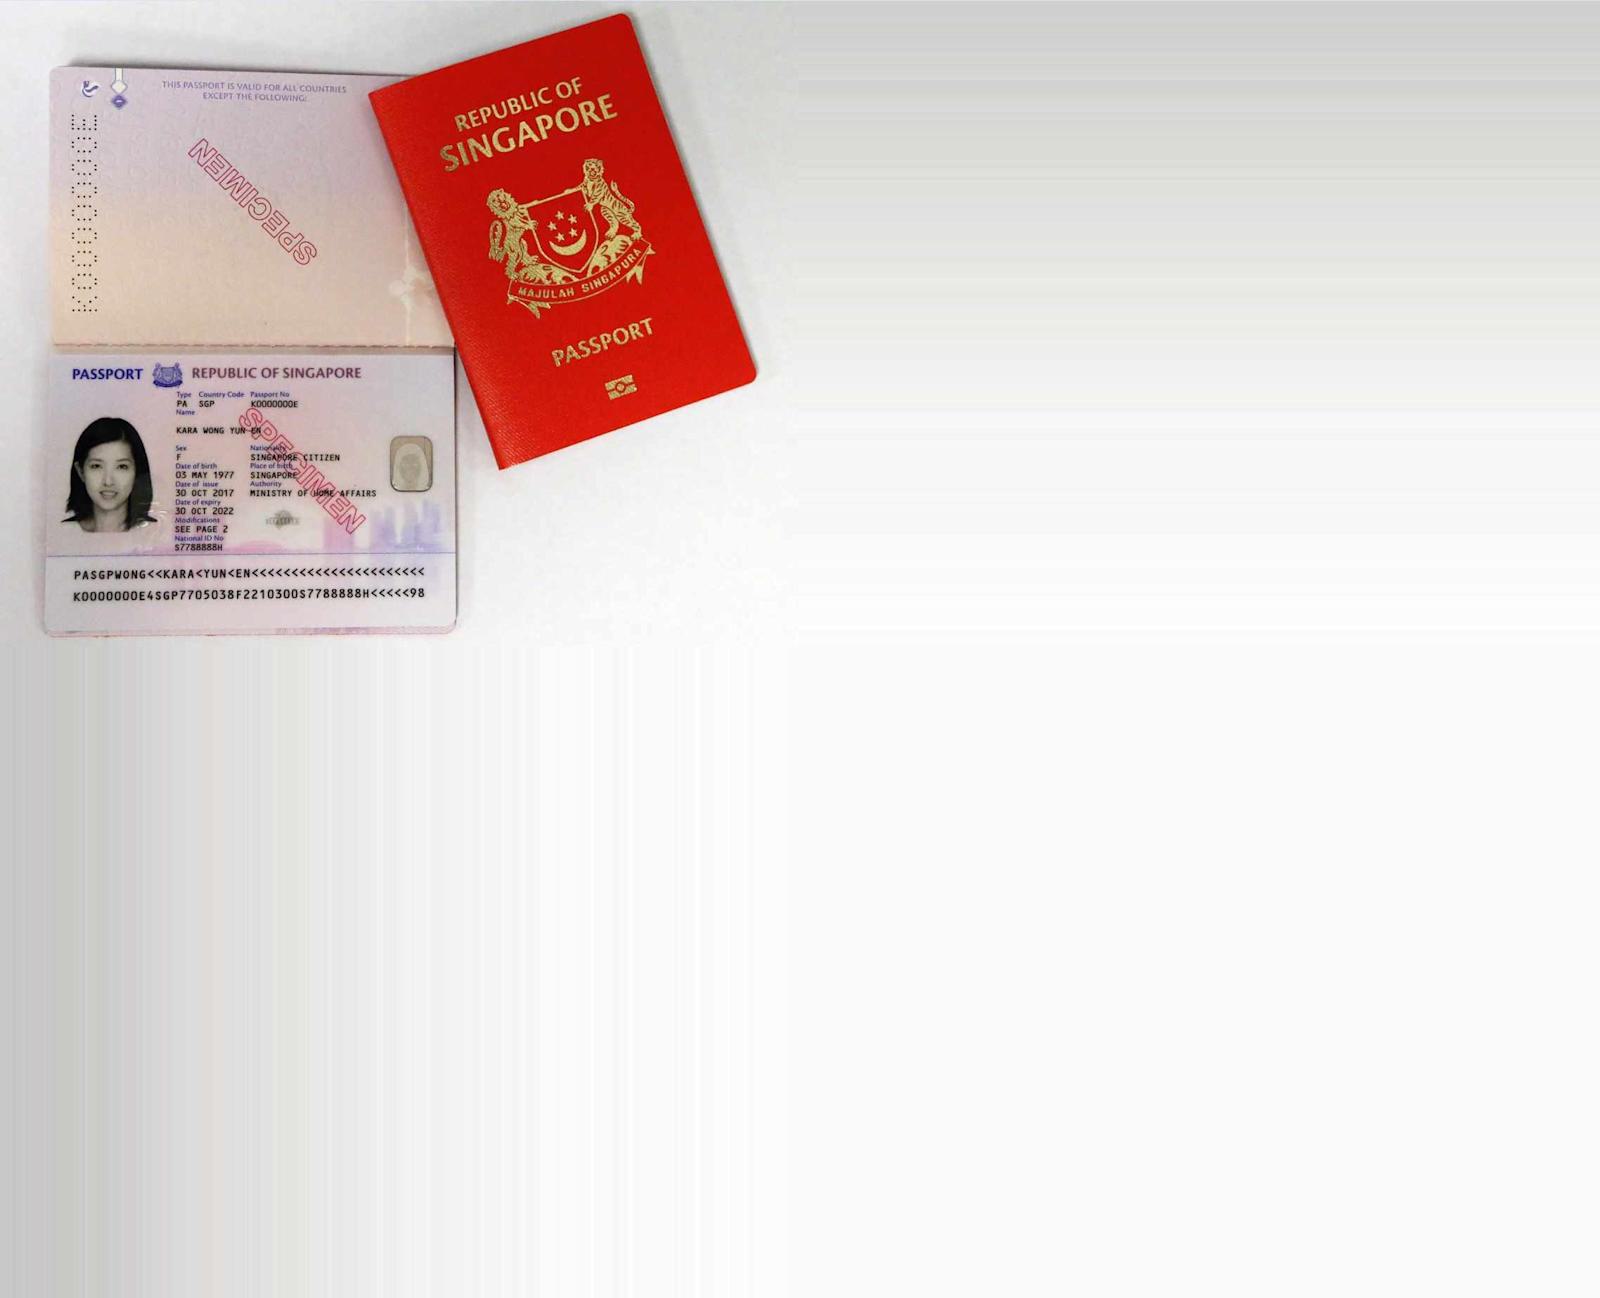 THIS PASSPORT IS VALID FOR ALL COUNTRIES
EXCEPT THE FOLLOWING:
K0000000E
SPECIMEN
PASSPORT REPUBLIC OF SINGAPORE
Type Country Code Passport No
PA SGP K0000000E
Name
KARA WONG YUN EN
Sex Nationality
F SINGAPORE CITIZEN
Date of birth Place of birth
03 MAY 1977 SINGAPORE
Date of issue Authority
30 OCT 2017 MINISTRY OF HOME AFFAIRS
Date of expiry
30 OCT 2022
Modifications
SEE PAGE 2
National ID No
S7788888H
SPECIMEN
PASGPWONG<<KARA<YUN<EN<<<<<<<<<<<<<<<<<<<<<<
K0000000E4SGP7705038F2210300S7788888H<<<<<98
REPUBLIC OF
SINGAPORE
MAJULAH SINGAPURA
PASSPORT